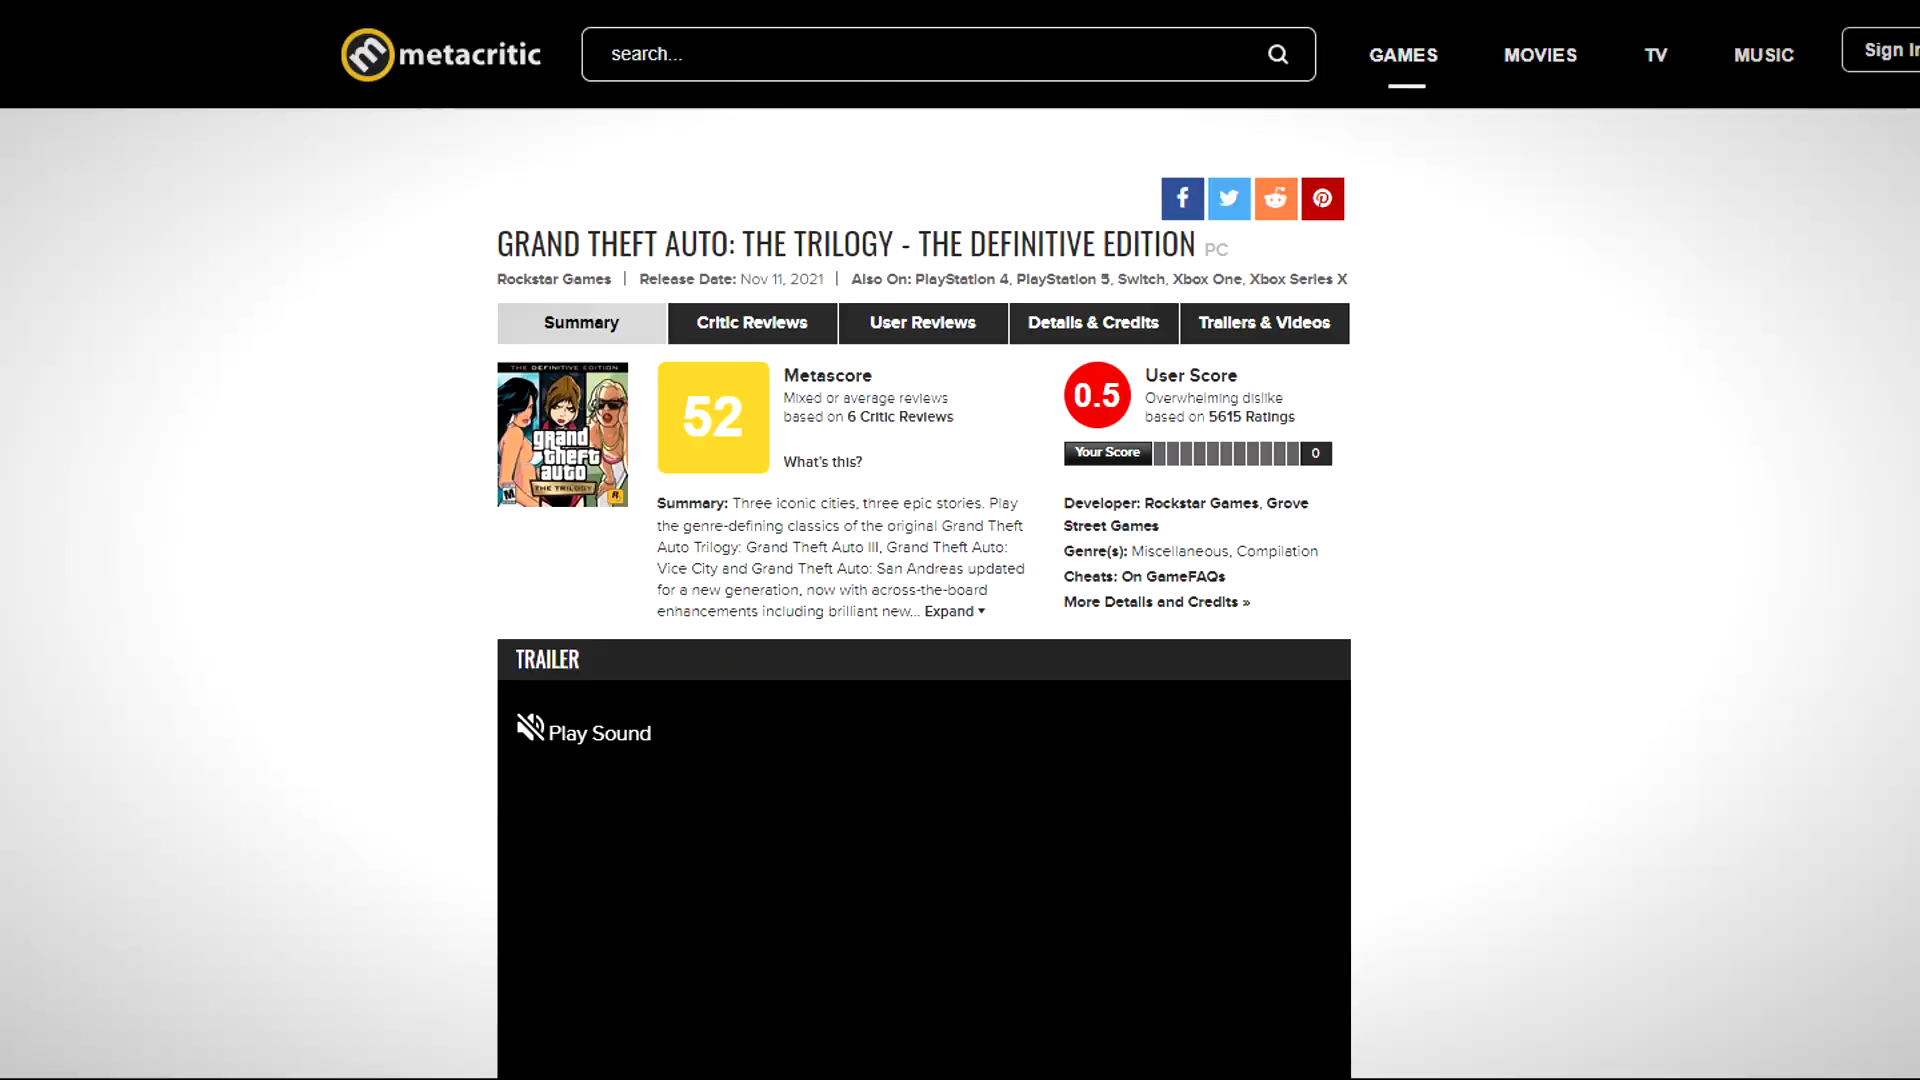 metacritic
search...
GAMES
MOVIES
TV
MUSIC
Sign In
GRAND THEFT AUTO: THE TRILOGY - THE DEFINITIVE EDITION PC
Rockstar Games | Release Date: Nov 11, 2021 | Also On: PlayStation 4, PlayStation 5, Switch, Xbox One, Xbox Series X
Summary
Critic Reviews
User Reviews
Details & Credits
Trailers & Videos
THE DEFINITIVE EDITION
grand
theft
auto
THE TRILOGY
M
R
52
Metascore
Mixed or average reviews
based on 6 Critic Reviews
What's this?
Summary: Three iconic cities, three epic stories. Play
the genre-defining classics of the original Grand Theft
Auto Trilogy: Grand Theft Auto III, Grand Theft Auto:
Vice City and Grand Theft Auto: San Andreas updated
for a new generation, now with across-the-board
enhancements including brilliant new... Expand
0.5
User Score
Overwhelming dislike
based on 5615 Ratings
Your Score
0
Developer: Rockstar Games, Grove
Street Games
Genre(s): Miscellaneous, Compilation
Cheats: On GameFAQs
More Details and Credits »
TRAILER
Play Sound